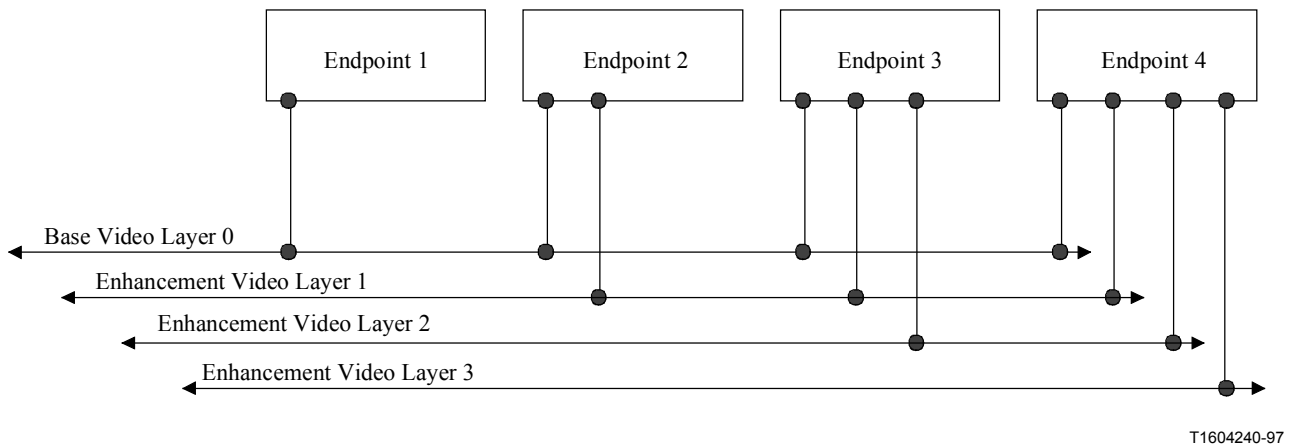 Endpoint 1
Endpoint 2
Endpoint 3
Endpoint 4
Base Video Layer 0
Enhancement Video Layer 1
Enhancement Video Layer 2
Enhancement Video Layer 3
T1604240-97